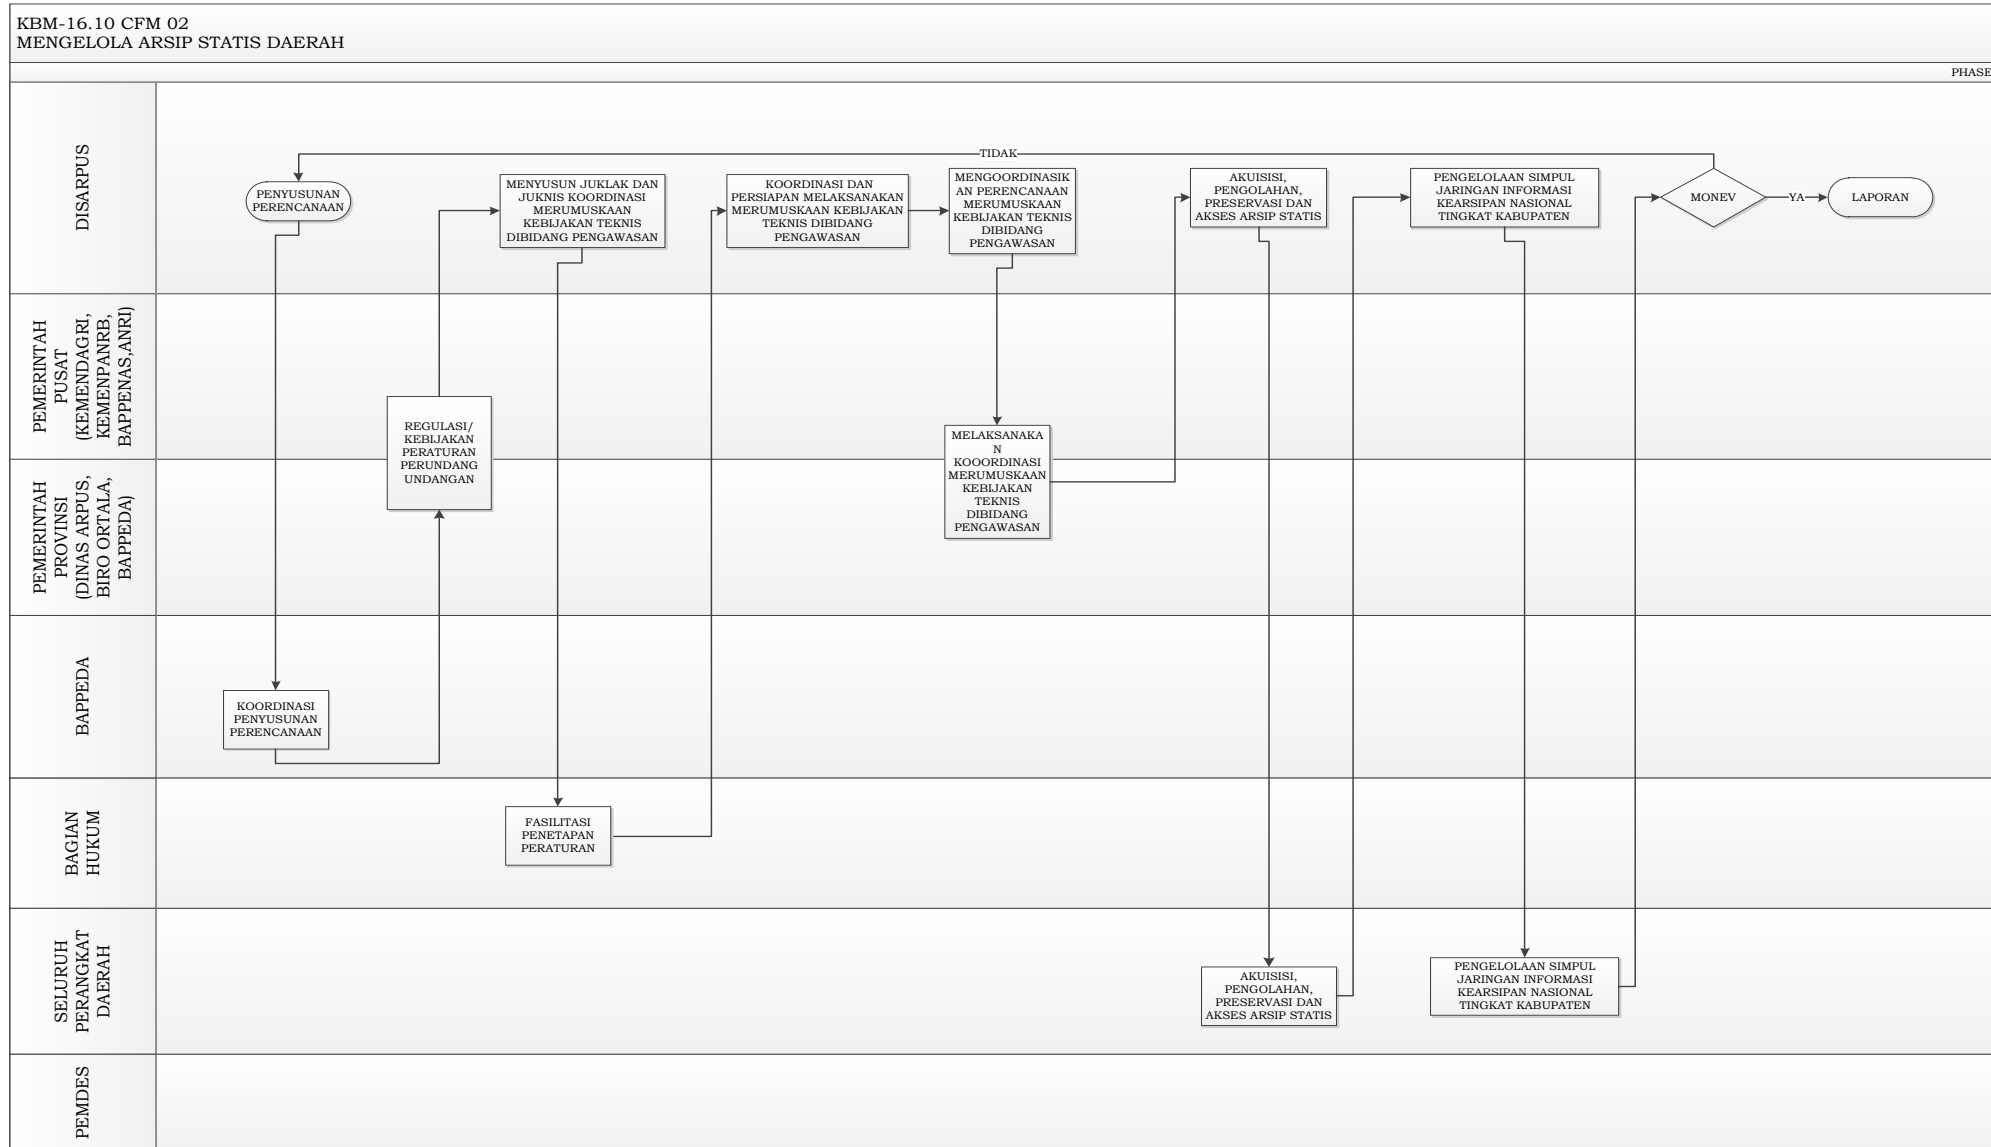 KBM-16.10 CFM 02
MENGELOLA ARSIP STATIS DAERAH
PHASE
DISARPUS
PENYUSUNAN
PERENCANAAN
MENYUSUN JUKLAK DAN
JUKNIS KOORDINASI
MERUMUSKAAN
KEBIJAKAN TEKNIS
DIBIDANG PENGAWASAN
KOORDINASI DAN
PERSIAPAN MELAKSANAKAN
MERUMUSKAAN KEBIJAKAN
TEKNIS DIBIDANG
PENGAWASAN
TIDAK
MENGOORDINASIK
AN PERENCANAAN
MERUMUSKAAN
KEBIJAKAN TEKNIS
DIBIDANG
PENGAWASAN
AKUISISI,
PENGOLAHAN,
PRESERVASI DAN
AKSES ARSIP STATIS
PENGELOLAAN SIMPUL
JARINGAN INFORMASI
KEARSIPAN NASIONAL
TINGKAT KABUPATEN
MONEV
YA
LAPORAN
PEMERINTAH
PUSAT
(KEMENDAGRI,
KEMENPANRB,
BAPPENAS,ANRI)
REGULASI/
KEBIJAKAN
PERATURAN
PERUNDANG
UNDANGAN
MELAKSANAKA
N
KOOORDINASI
MERUMUSKAAN
KEBIJAKAN
TEKNIS
DIBIDANG
PENGAWASAN
PEMERINTAH
PROVINSI
(DINAS ARPUS,
BIRO ORTALA,
BAPPEDA)
BAPPEDA
KOORDINASI
PENYUSUNAN
PERENCANAAN
BAGIAN
HUKUM
FASILITASI
PENETAPAN
PERATURAN
SELURUH
PERANGKAT
DAERAH
AKUISISI,
PENGOLAHAN,
PRESERVASI DAN
AKSES ARSIP STATIS
PENGELOLAAN SIMPUL
JARINGAN INFORMASI
KEARSIPAN NASIONAL
TINGKAT KABUPATEN
PEMDES